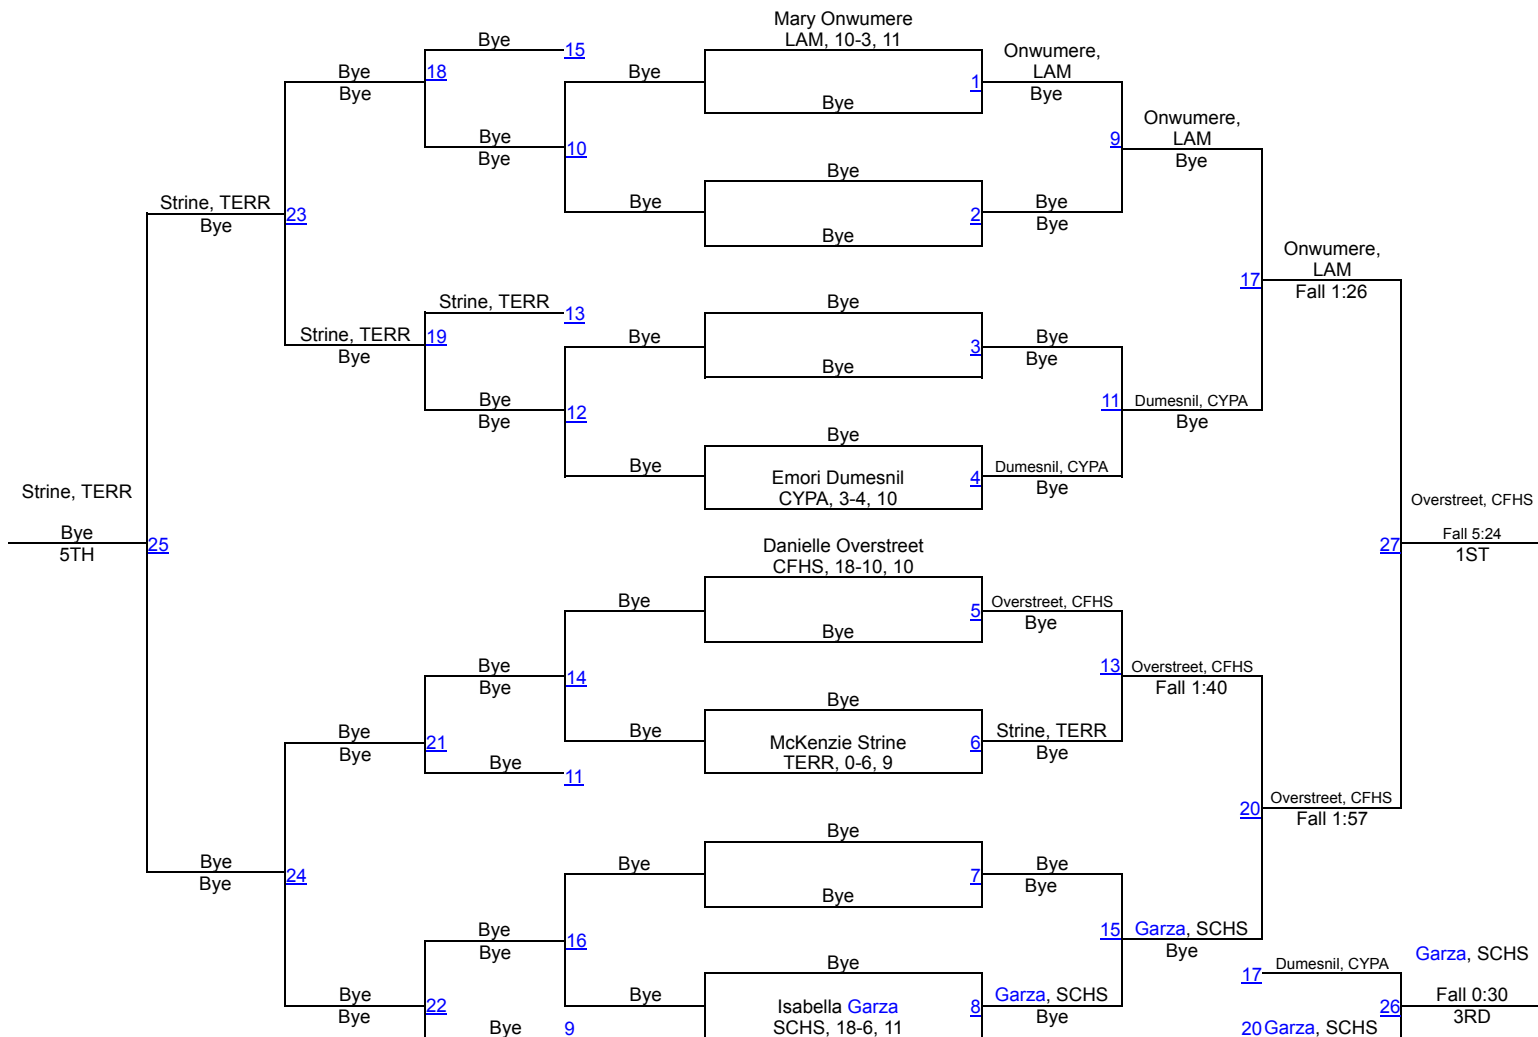 Mary Onwumere
LAM, 10-3, 11
Bye
15
Onwumere,
LAM
Bye
18
Bye
1
Bye
Bye
Bye
Onwumere,
LAM
Bye
10
9
Bye
Bye
Bye
Strine, TERR
23
Bye
2
Bye
Bye
Bye
Bye
Onwumere,
LAM
17
Fall 1:26
Strine, TERR
13
Bye
Strine, TERR
19
Bye
3
Bye
Bye
Bye
Bye
Bye
12
11
Dumesnil, CYPA
Bye
Bye
Bye
Bye
Emori Dumesnil
CYPA, 3-4, 10
4
Dumesnil, CYPA
Bye
Strine, TERR
Bye
25
5TH
Overstreet, CFHS
Fall 5:24
27
1ST
Danielle Overstreet
CFHS, 18-10, 10
Bye
5
Overstreet, CFHS
Bye
Bye
Bye
14
13
Overstreet, CFHS
Bye
Fall 1:40
Bye
Bye
21
Bye
Bye
McKenzie Strine
TERR, 0-6, 9
6
Strine, TERR
Bye
Bye
11
20
Overstreet, CFHS
Fall 1:57
Bye
Bye
24
Bye
Bye
7
Bye
Bye
Bye
Bye
16
Bye
15
Garza, SCHS
Bye
Bye
22
Bye
Bye
Bye
Isabella Garza
SCHS, 18-6, 11
8
Garza, SCHS
Bye
Bye
9
17
Dumesnil, CYPA
Garza, SCHS
26
Fall 0:30
3RD
20 Garza, SCHS